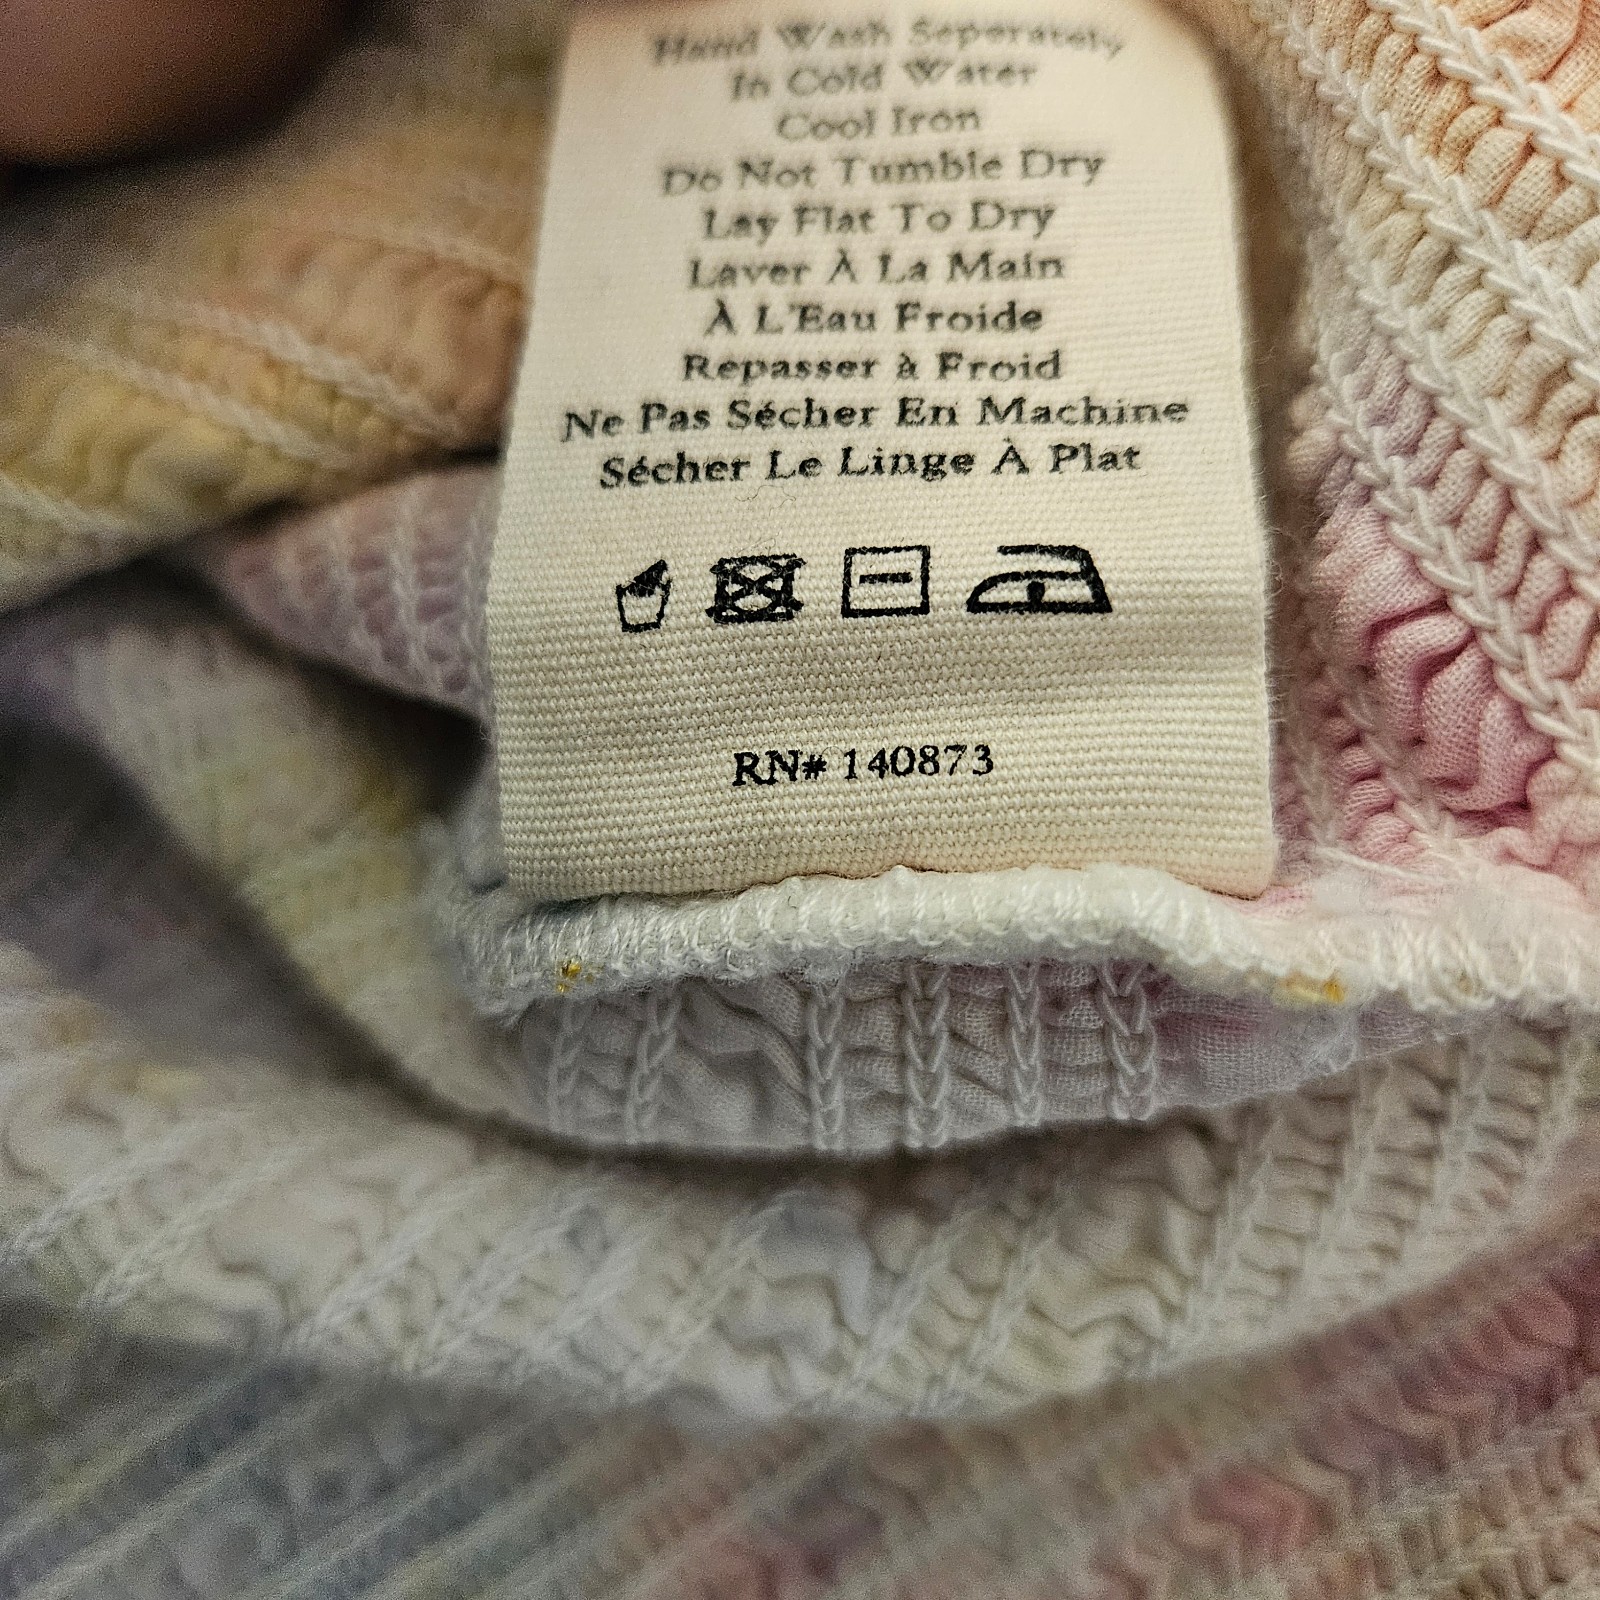 Hand Wash Seperately
In Cold Water
Cool Iron
Do Not Tumble Dry
Lay Flat To Dry
Laver À La Main
À L'Eau Froide
Repasser à Froid
Ne Pas Sécher En Machine
Sécher Le Linge À Plat
RN# 140873